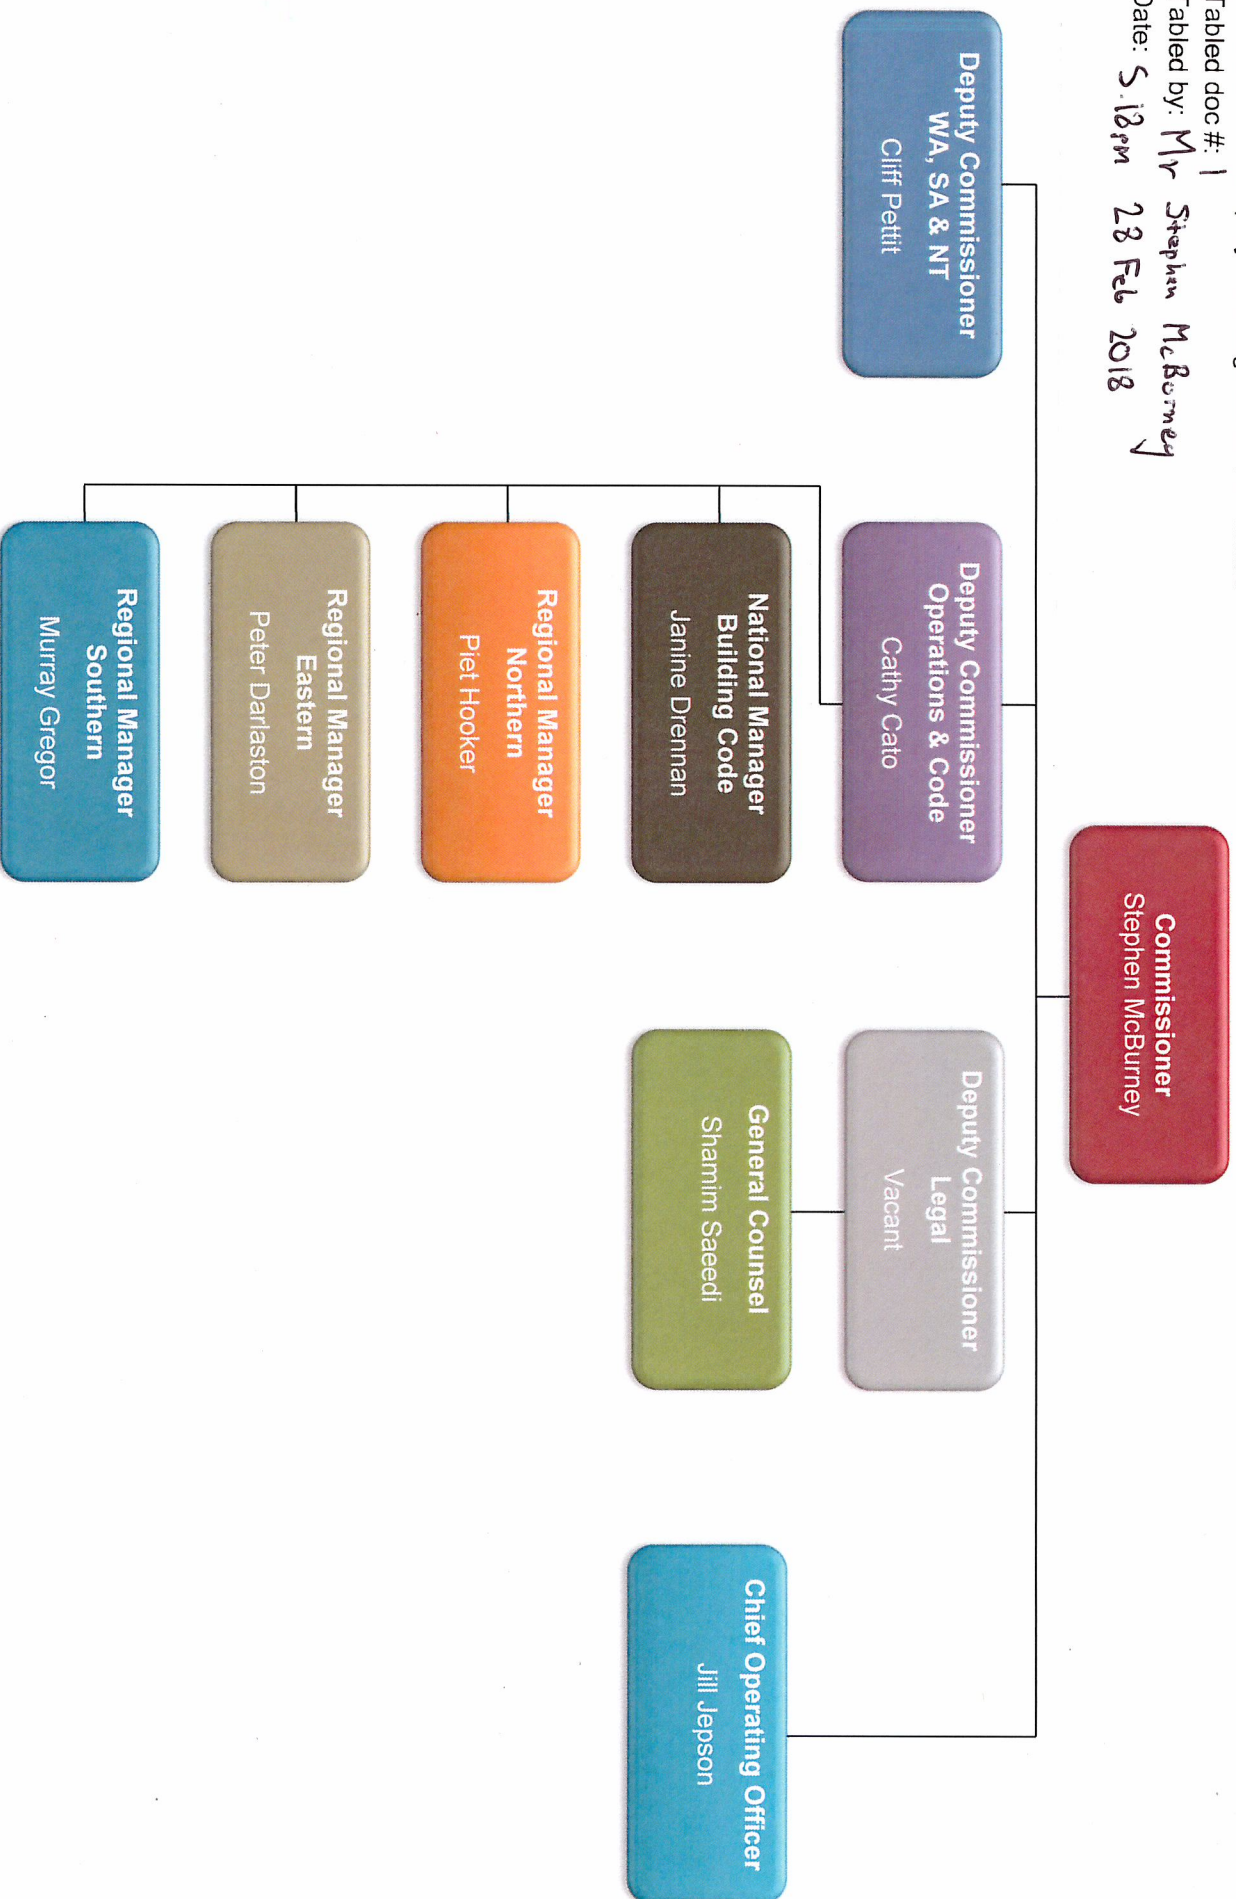 Tabled doc #: 1
Tabled by: Mr Stephen McBurney
Date: 5.18pm 28 Feb 2018
Commissioner
Stephen McBurney
Deputy Commissioner
WA, SA & NT
Cliff Pettit
Deputy Commissioner
Operations & Code
Cathy Cato
Deputy Commissioner
Legal
Vacant
National Manager
Building Code
Janine Drennan
General Counsel
Shamim Saeedi
Chief Operating Officer
Jill Jepson
Regional Manager
Northern
Piet Hooker
Regional Manager
Eastern
Peter Darlaston
Regional Manager
Southern
Murray Gregor